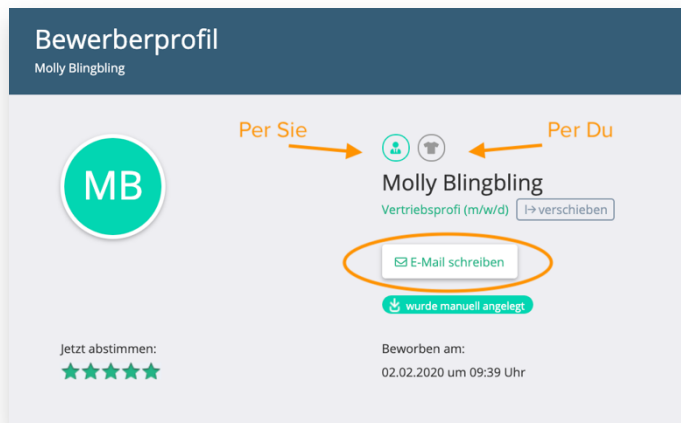 Bewerberprofil
Molly Blingbling
Per Sie
Per Du
MB
Molly Blingbling
Vertriebsprofi (m/w/d) verschieben
E-Mail schreiben
wurde manuell angelegt
Jetzt abstimmen:
Beworben am:
02.02.2020 um 09:39 Uhr